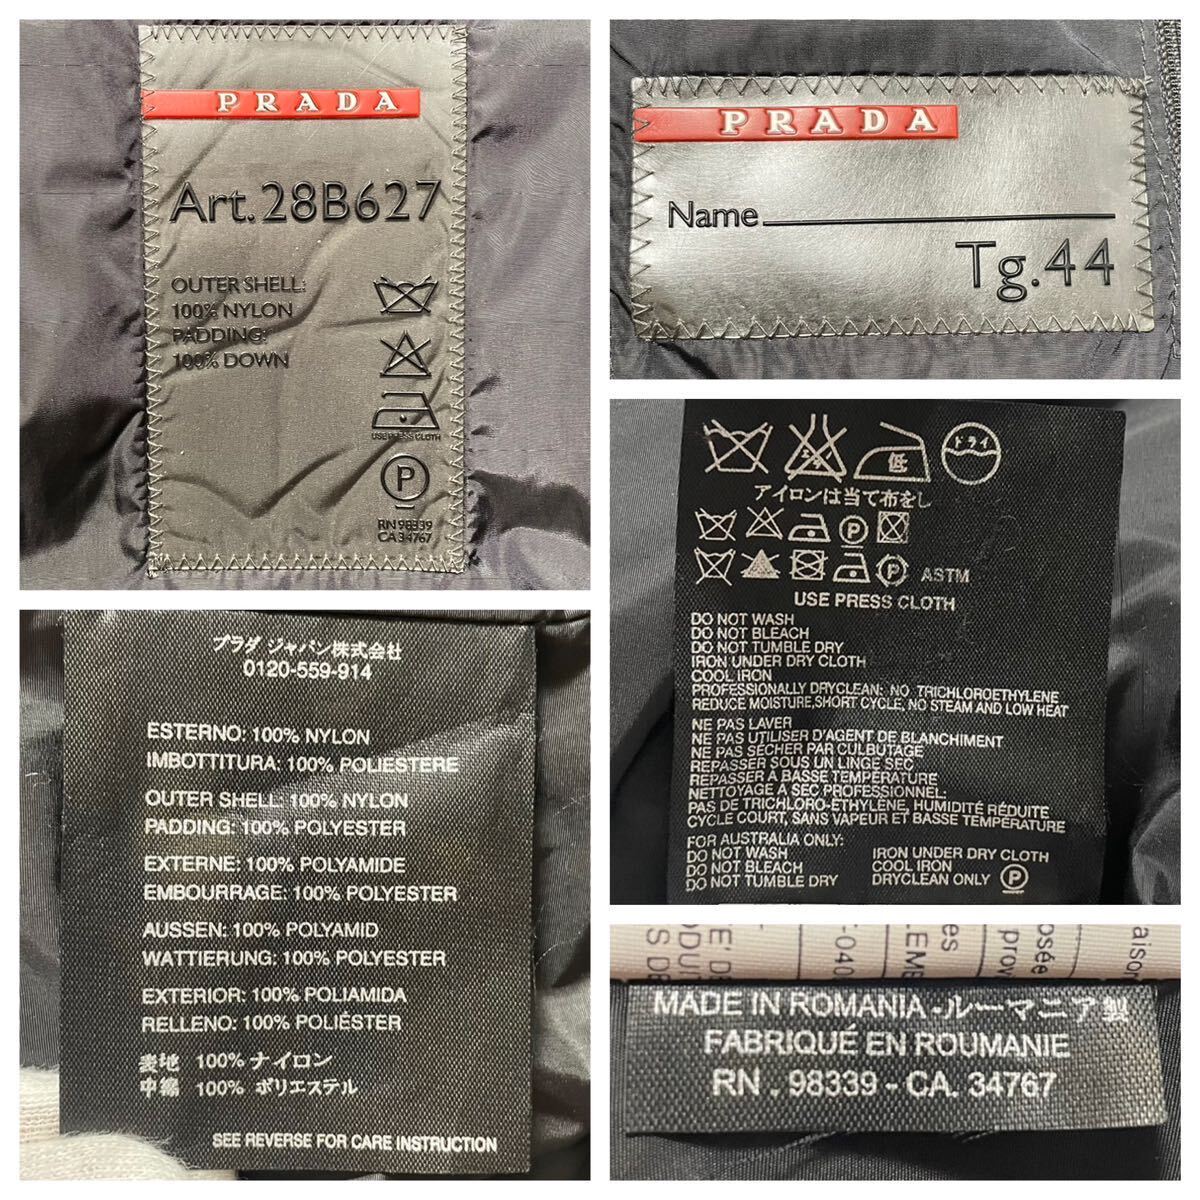 PRADA
Art.28B627
OUTER SHELL:
100% NYLON
PADDING:
100% DOWN
USE PRESS CLOTH
P
RN 98339
CA 34767
PRADA
Name
Tg.44
低
ドライ
アイロンは当て布をし
P
P
ASTM
USE PRESS CLOTH
DO NOT WASH
DO NOT BLEACH
DO NOT TUMBLE DRY
IRON UNDER DRY CLOTH
COOL IRON
PROFESSIONALLY DRYCLEAN: NO TRICHLOROETHYLENE
REDUCE MOISTURE,SHORT CYCLE, NO STEAM AND LOW HEAT
NE PAS LAVER
NE PAS UTILISER D'AGENT DE BLANCHIMENT
NE PAS SÉCHER PAR CULBUTAGE
REPASSER SOUS UN LINGE SEC
REPASSER À BASSE TEMPÉRATURE
NETTOYAGE A SEC PROFESSIONNEL:
PAS DE TRICHLORO-ÉTHYLÈNE, HUMIDITÉ RÉDUITE
CYCLE COURT, SANS VAPEUR ET BASSE TEMPÉRATURE
FOR AUSTRALIA ONLY:
DO NOT WASH IRON UNDER DRY CLOTH
DO NOT BLEACH COOL IRON
DO NOT TUMBLE DRY DRYCLEAN ONLY P
プラダ ジャパン株式会社
0120-559-914
ESTERNO: 100% NYLON
IMBOTTITURA: 100% POLIESTERE
OUTER SHELL: 100% NYLON
PADDING: 100% POLYESTER
EXTERNE: 100% POLYAMIDE
EMBOURRAGE: 100% POLYESTER
AUSSEN: 100% POLYAMID
WATTIERUNG: 100% POLYESTER
EXTERIOR: 100% POLIAMIDA
RELLENO: 100% POLIÉSTER
表地 100% ナイロン
中綿 100% ポリエステル
SEE REVERSE FOR CARE INSTRUCTION
MADE IN ROMANIA-ルーマニア製
FABRIQUÉ EN ROUMANIE
RN . 98339 - CA. 34767